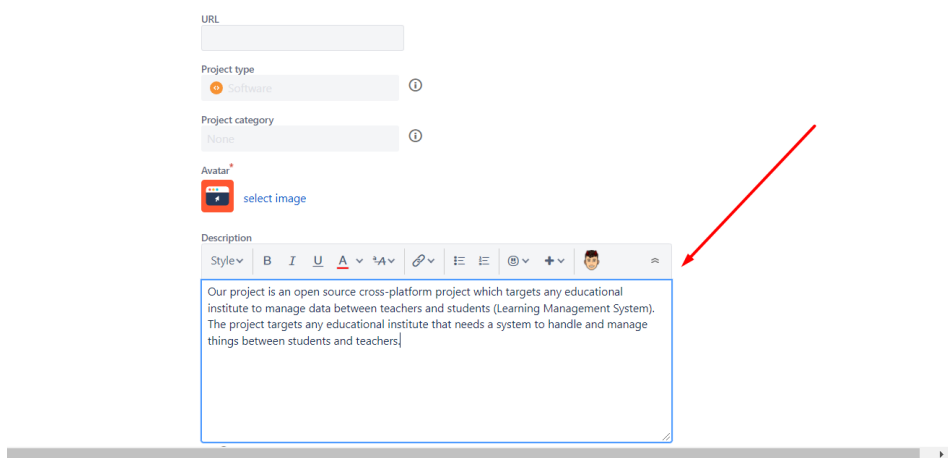 URL
Project type
Software
Project category
None
Avatar*
select image
Description
Style B I U A ªA
Our project is an open source cross-platform project which targets any educational
institute to manage data between teachers and students (Learning Management System).
The project targets any educational institute that needs a system to handle and manage
things between students and teachers.